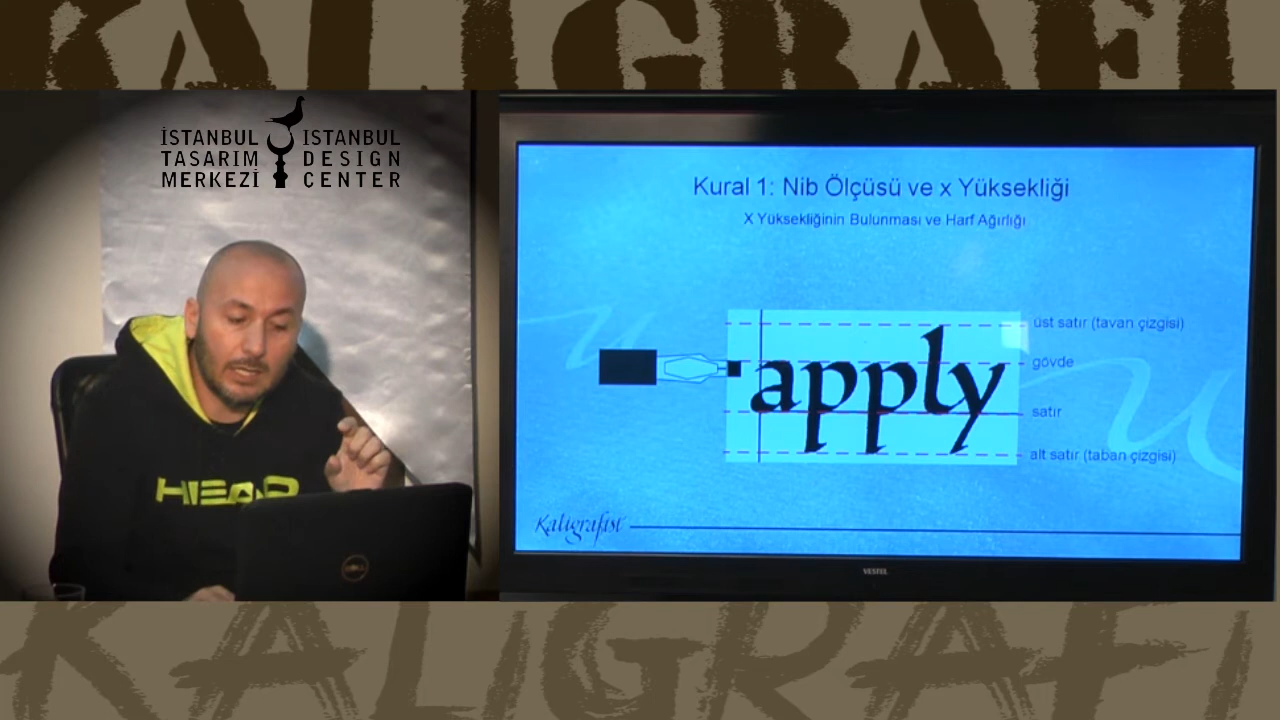 KALIGRAFI
İSTANBUL
TASARIM
MERKEZİ
ISTANBUL
DESIGN
CENTER
HEAD
DELL
Kural 1: Nib Ölçüsü ve x Yüksekliği
X Yüksekliğinin Bulunması ve Harf Ağırlığı
apply
üst satır (tavan çizgisi)
gövde
satır
alt satır (taban çizgisi)
Kaligrafist
VESTEL
KALIGRAFI